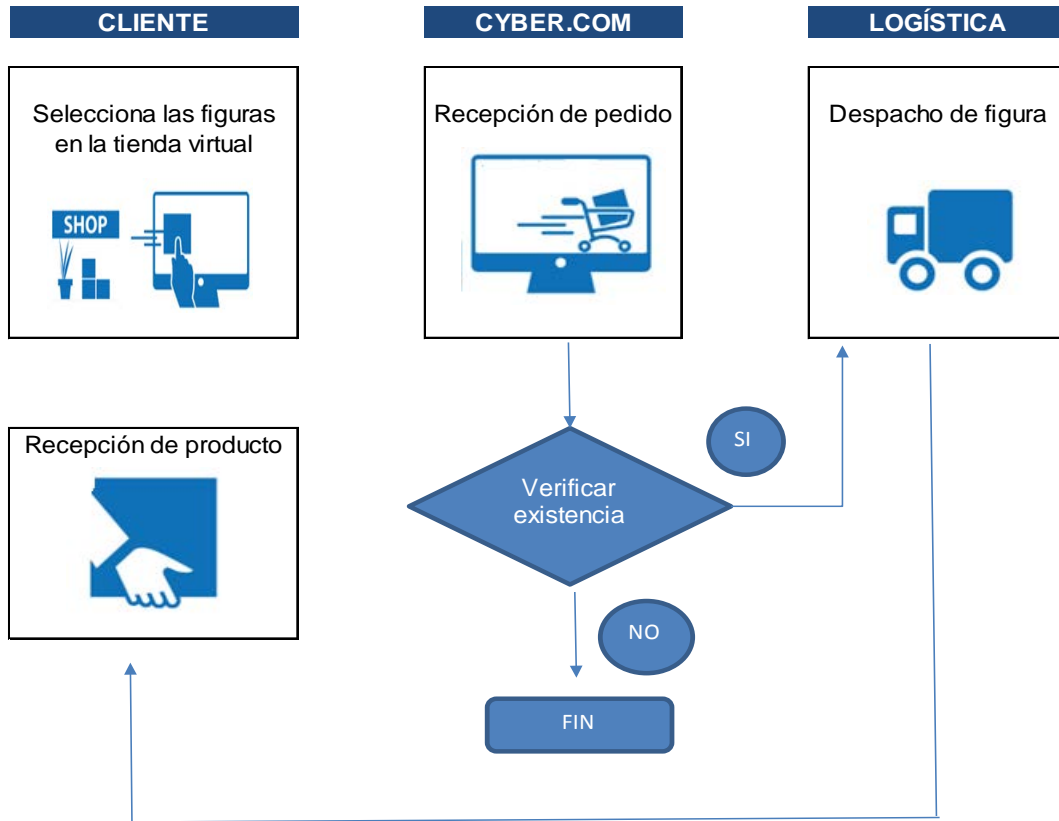 CLIENTE
CYBER.COM
LOGÍSTICA
Selecciona las figuras
en la tienda virtual
SHOP
Recepción de pedido
Despacho de figura
Recepción de producto
Verificar
existencia
SI
NO
FIN